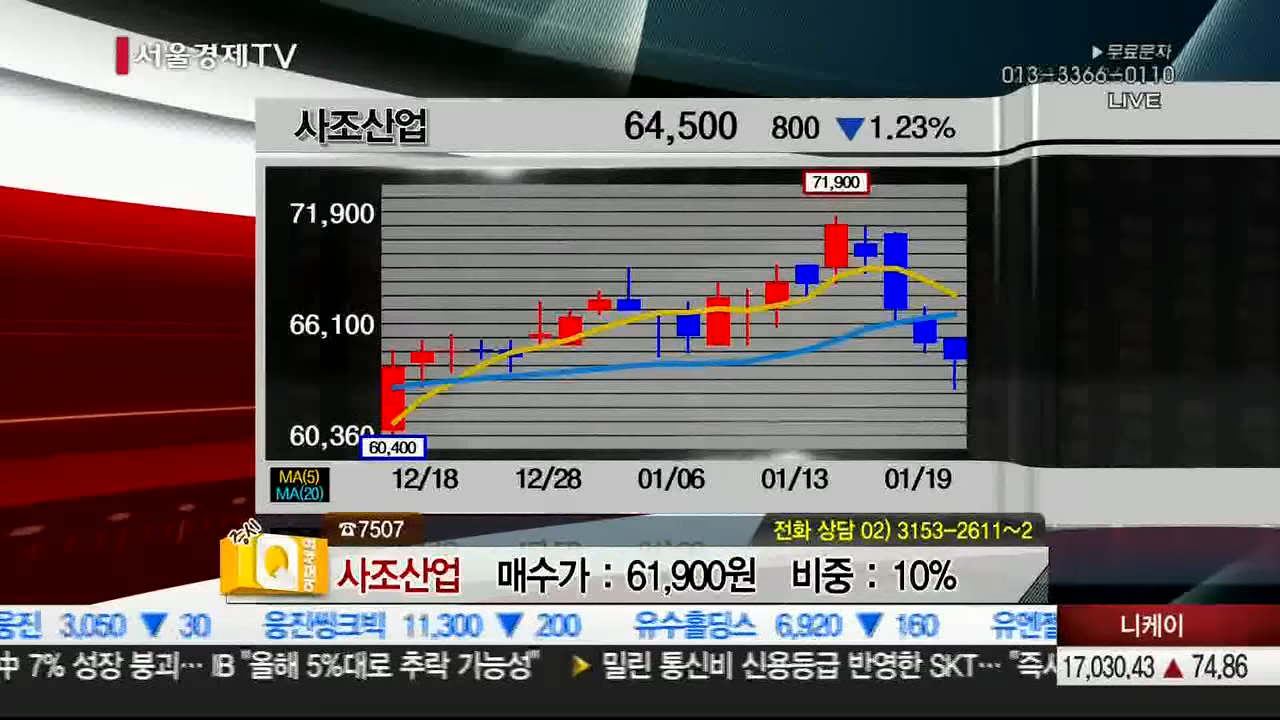 서울경제TV
▶무료문자
013-3366-0110
LIVE
사조산업 64,500 800 ▼1.23%
71,900
71,900
66,100
60,360
60,400
MA(5)
MA(20)
12/18 12/28 01/06 01/13 01/19
☎7507
전화 상담 02) 3153-2611~2
증시
Q
사조산업 매수가 : 61,900원 비중 : 10%
웅진 3,050 ▼ 30 웅진씽크빅 11,300 ▼ 200 유수홀딩스 6,920 ▼ 160 유엔젤
니케이
中 7% 성장 붕괴… IB "올해 5%대로 추락 가능성" ▶ 밀린 통신비 신용등급 반영한 SKT… "즉시
17,030.43 ▲ 74.86